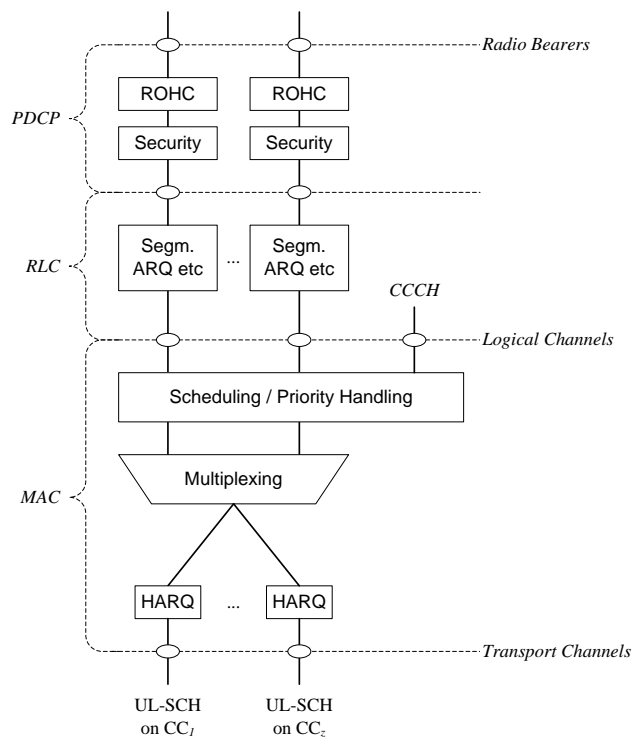 Radio Bearers
ROHC ROHC
PDCP
Security Security
Segm. ARQ etc ... Segm. ARQ etc
RLC
CCCH
Logical Channels
Scheduling / Priority Handling
Multiplexing
MAC
HARQ ... HARQ
Transport Channels
UL-SCH UL-SCH
on CC1 on CCz